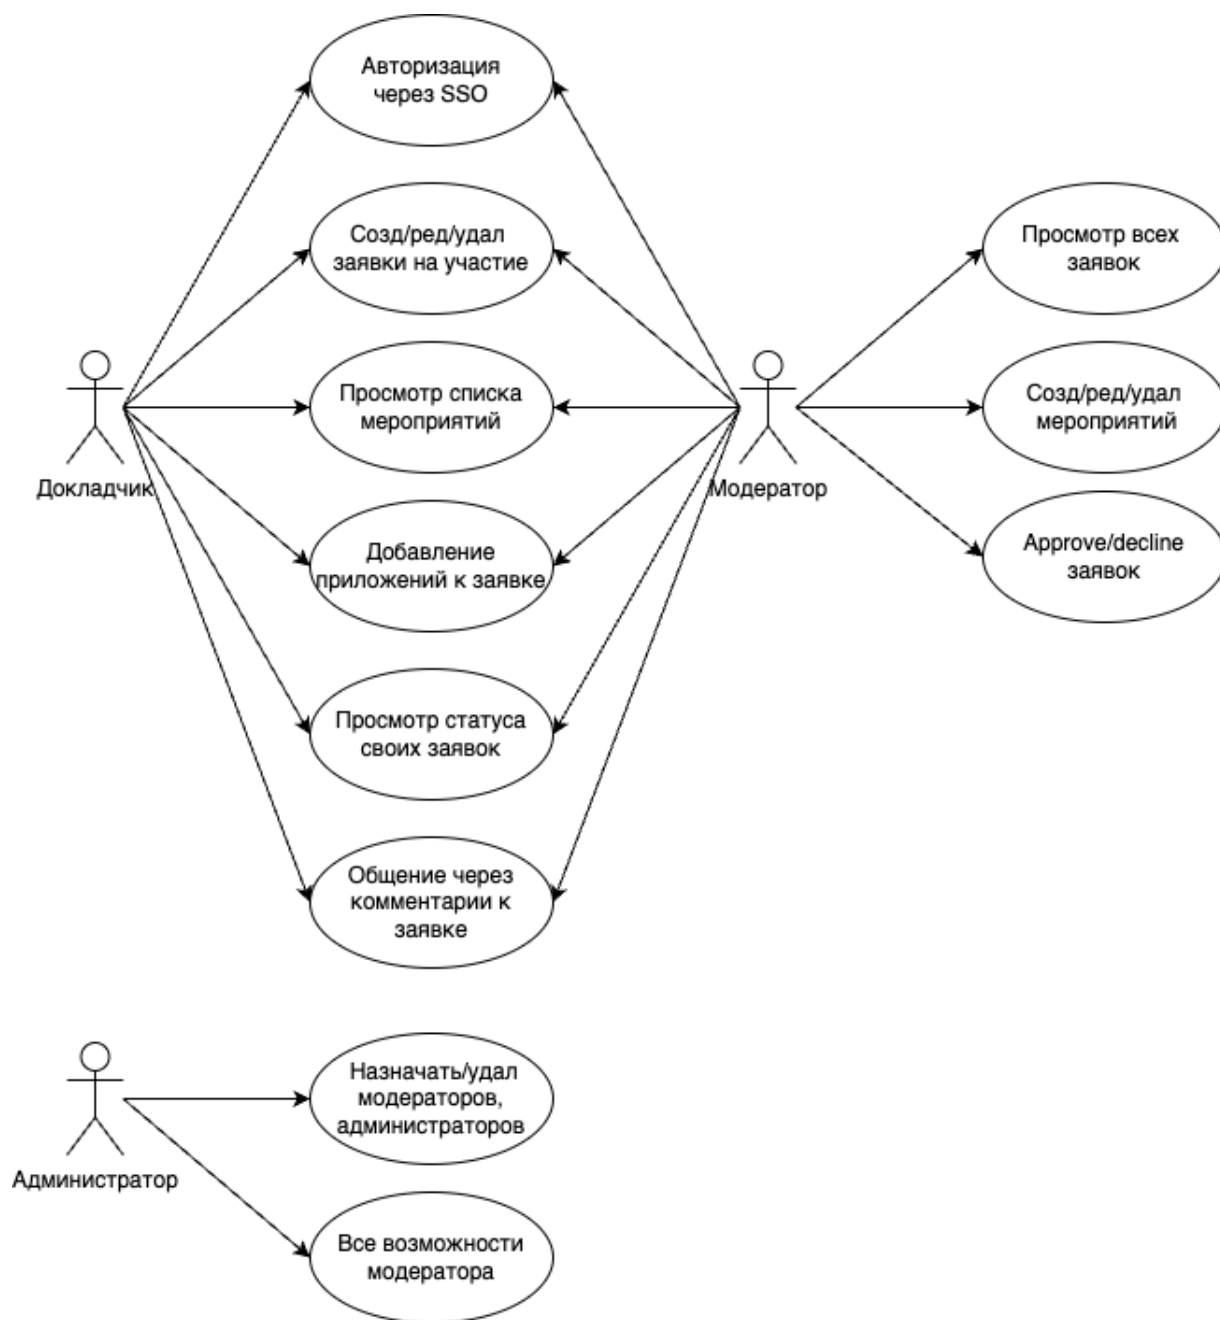 Авторизация
через SSO
Созд/ред/удал
заявки на участие
Просмотр всех
заявок
Просмотр списка
мероприятий
Созд/ред/удал
мероприятий
Докладчик
Модератор
Добавление
приложений к заявке
Approve/decline
заявок
Просмотр статуса
своих заявок
Общение через
комментарии к
заявке
Назначать/удал
модераторов,
администраторов
Администратор
Все возможности
модератора